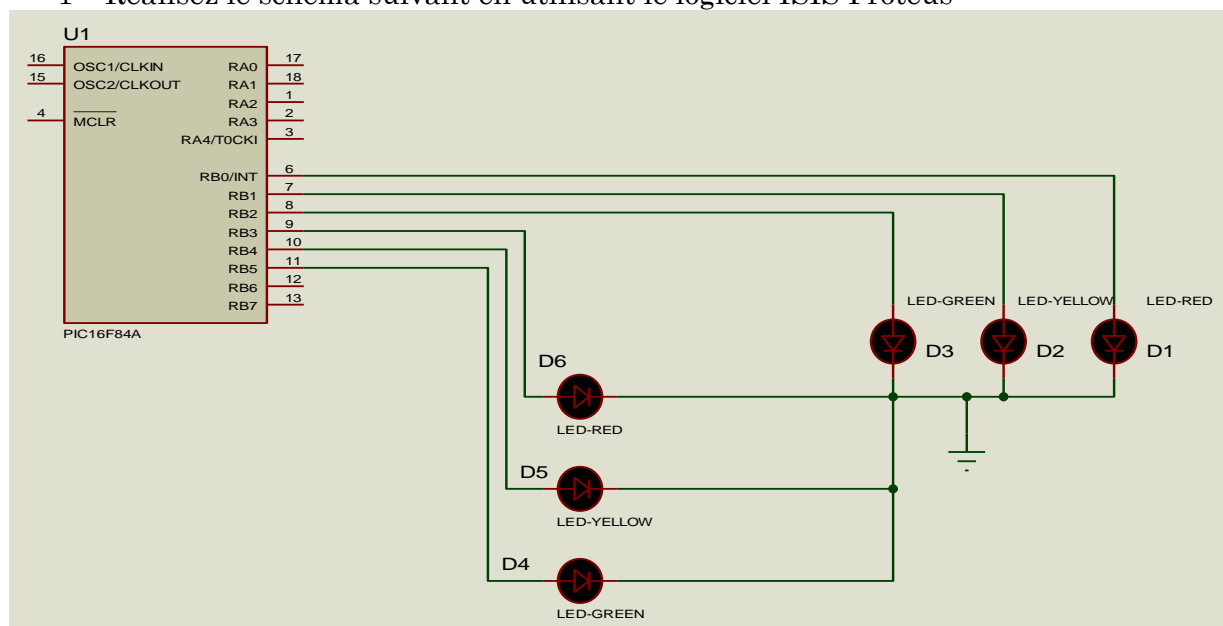 1 – Réalisez le schéma suivant en utilisant le logiciel ISIS Proteus
U1
16 OSC1/CLKIN RA0 17
15 OSC2/CLKOUT RA1 18
RA2 1
4 MCLR RA3 2
RA4/T0CKI 3
RB0/INT 6
RB1 7
RB2 8
RB3 9
RB4 10
RB5 11
RB6 12
RB7 13
PIC16F84A
LED-GREEN LED-YELLOW LED-RED
D3 D2 D1
D6
LED-RED
D5
LED-YELLOW
D4
LED-GREEN